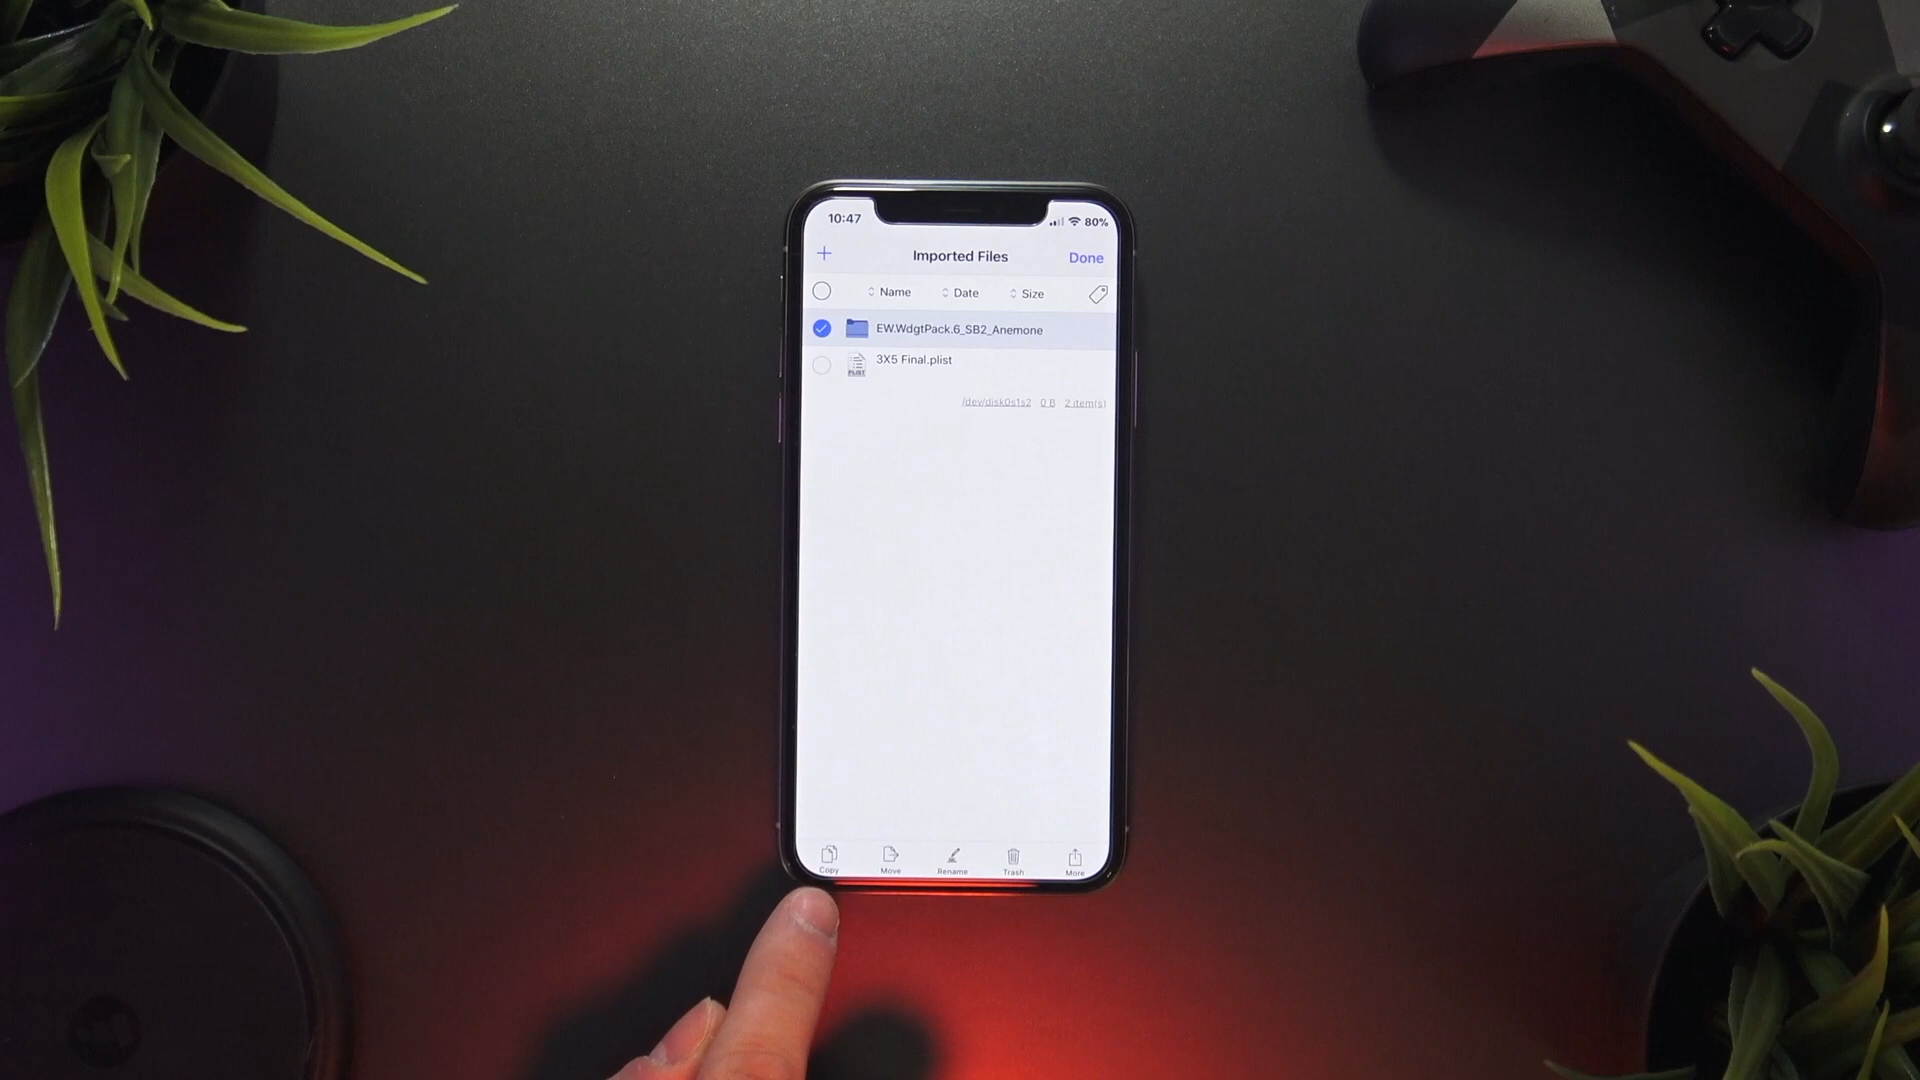 10:47 80%
+ Imported Files Done
Name Date Size
EW.WdgtPack.6_SB2_Anemone
3X5 Final.plist
PLIST
/dev/disk0s1s2 0 B 2 item(s)
Copy Move Rename Trash More